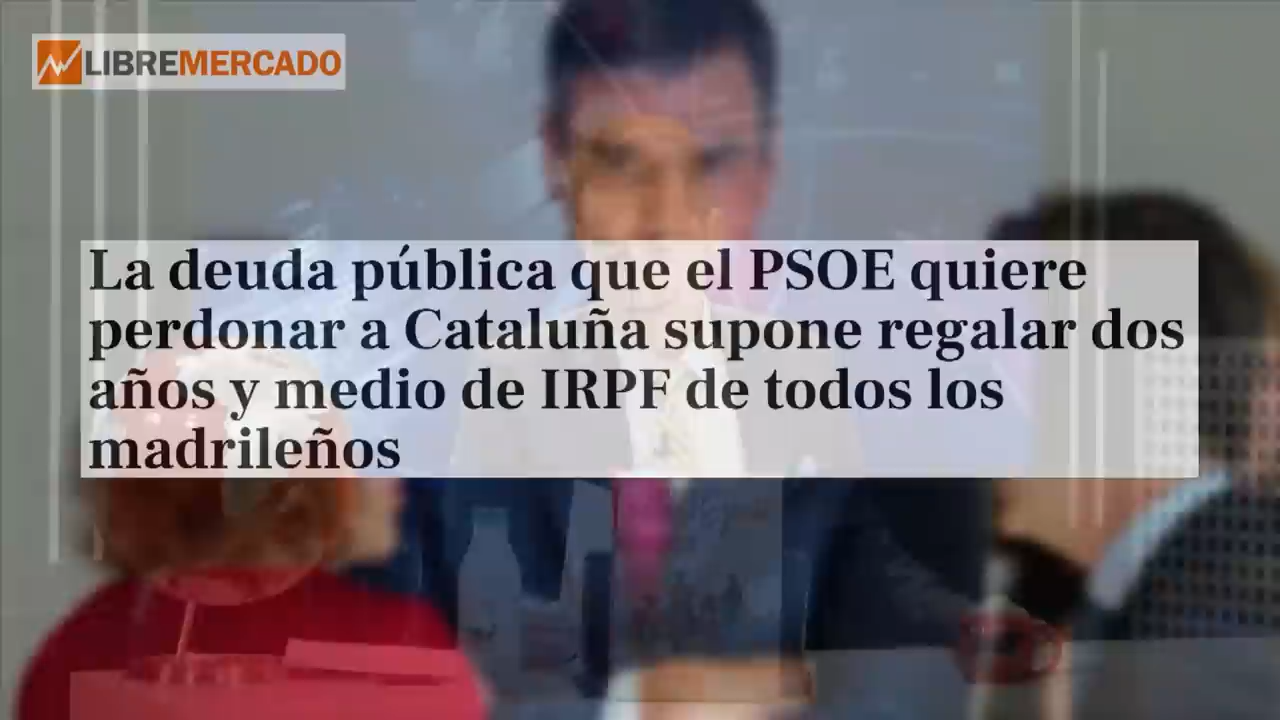 LIBREMERCADO
La deuda pública que el PSOE quiere
perdonar a Cataluña supone regalar dos
años y medio de IRPF de todos los
madrileños